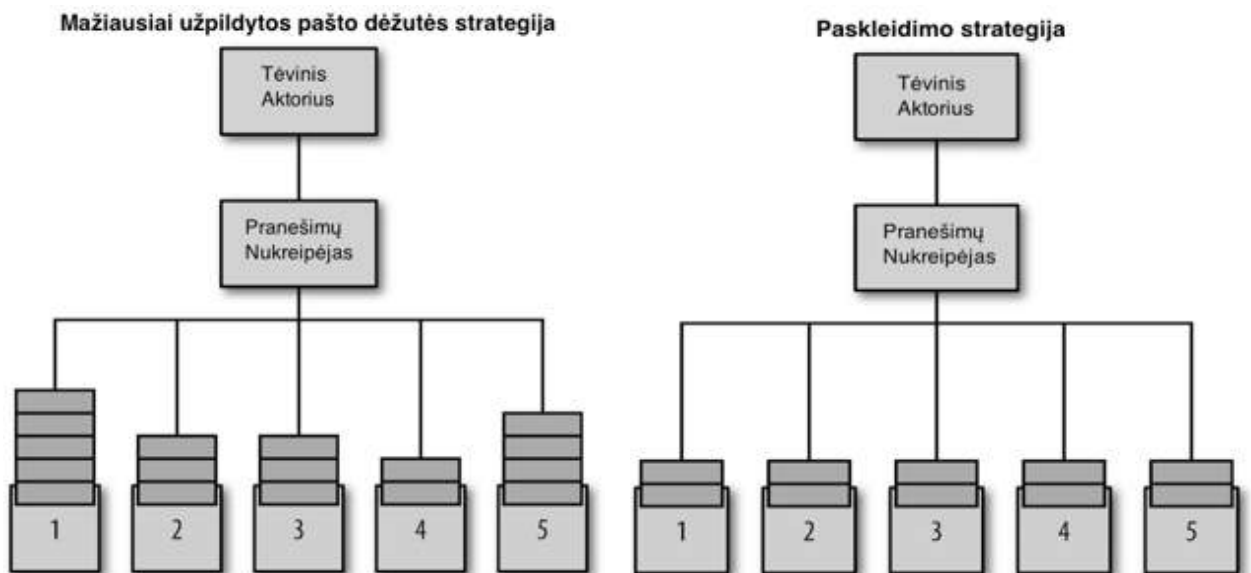 Mažiausiai užpildytos pašto dėžutės strategija
Tėvinis
Aktorius
Pranešimų
Nukreipėjas
1
2
3
4
5
Paskleidimo strategija
Tėvinis
Aktorius
Pranešimų
Nukreipėjas
1
2
3
4
5